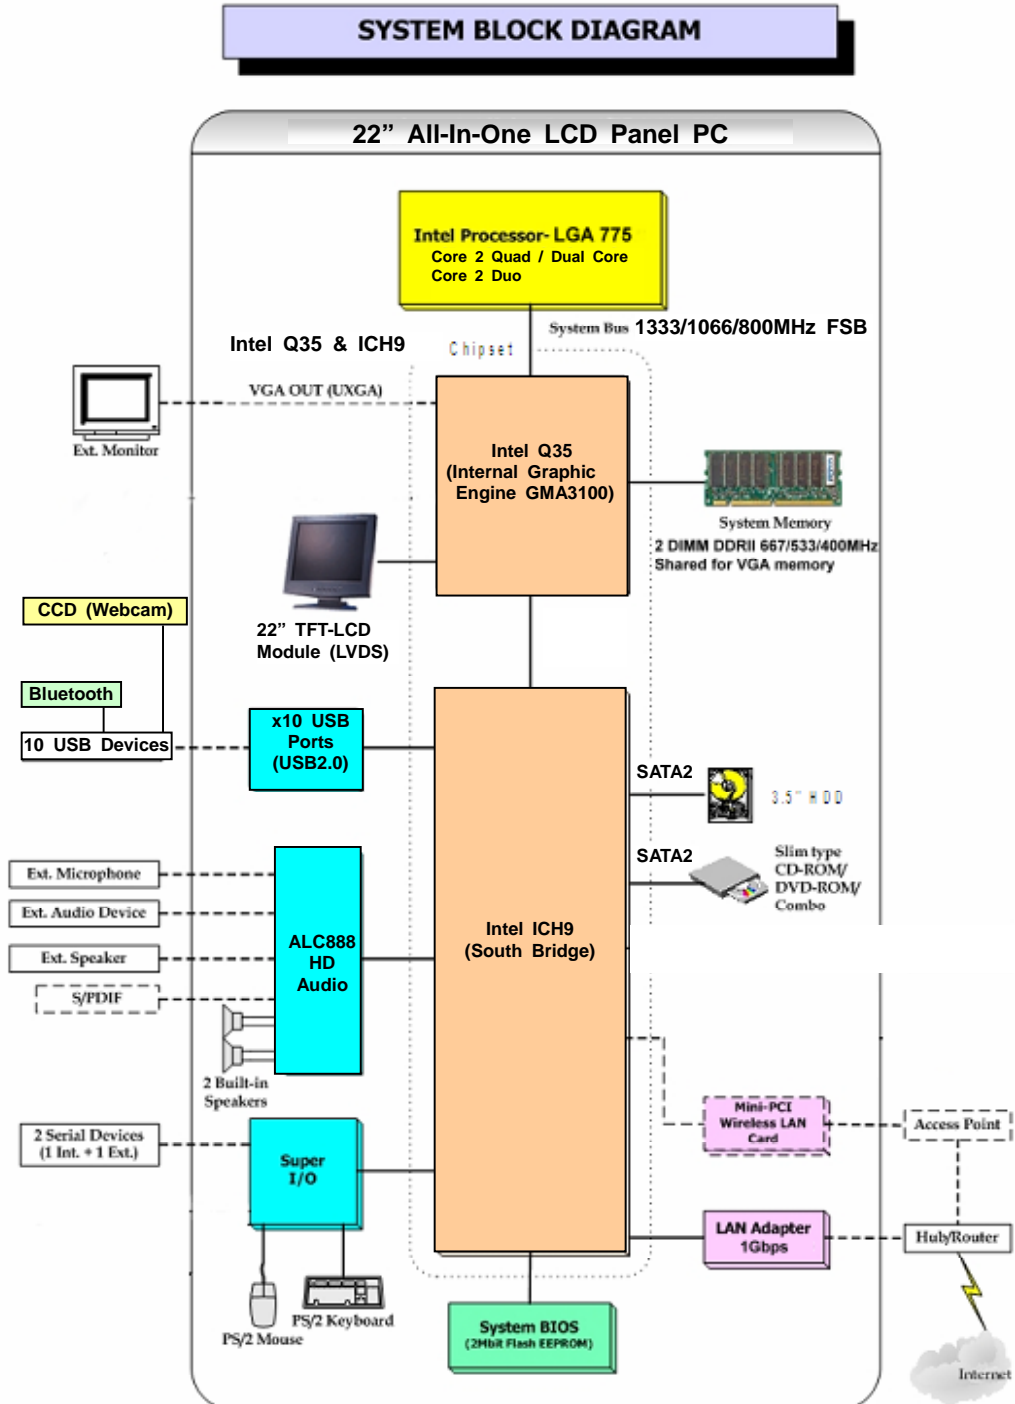 SYSTEM BLOCK DIAGRAM
22” All-In-One LCD Panel PC
Intel Processor- LGA 775
Core 2 Quad / Dual Core
Core 2 Duo
System Bus 1333/1066/800MHz FSB
Intel Q35 & ICH9
Chipset
VGA OUT (UXGA)
Ext. Monitor
Intel Q35
(Internal Graphic
Engine GMA3100)
System Memory
2 DIMM DDRII 667/533/400MHz
Shared for VGA memory
22” TFT-LCD
Module (LVDS)
CCD (Webcam)
Bluetooth
10 USB Devices
x10 USB
Ports
(USB2.0)
SATA2
3.5" HDD
SATA2
Slim type
CD-ROM/
DVD-ROM/
Combo
Ext. Microphone
Ext. Audio Device
Ext. Speaker
S/PDIF
ALC888
HD
Audio
Intel ICH9
(South Bridge)
2 Built-in
Speakers
Mini-PCI
Wireless LAN
Card
Access Point
2 Serial Devices
(1 Int. + 1 Ext.)
Super
I/O
LAN Adapter
1Gbps
Hub/Router
PS/2 Keyboard
PS/2 Mouse
System BIOS
(2Mbit Flash EEPROM)
Internet